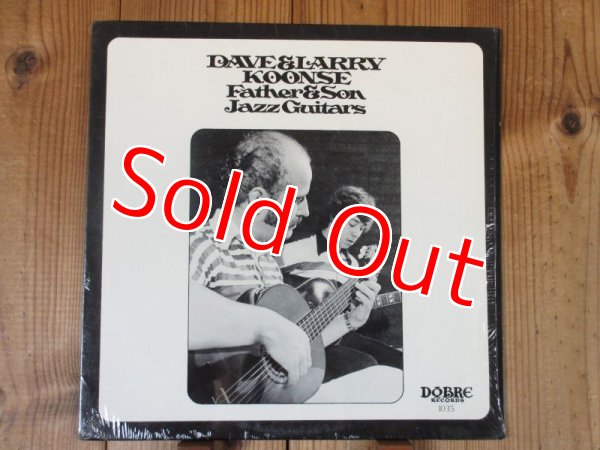 DAVE & LARRY
KOONSE
Father & Son
Jazz Guitars
Sold Out
DOBRE
RECORDS
1035